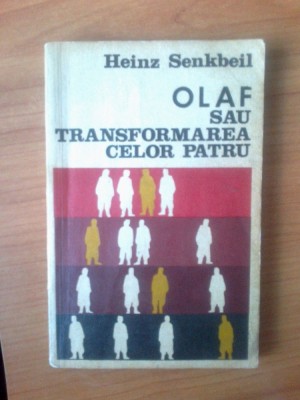 Heinz Senkbeil
OLAF
SAU
TRANSFORMAREA
CELOR PATRU